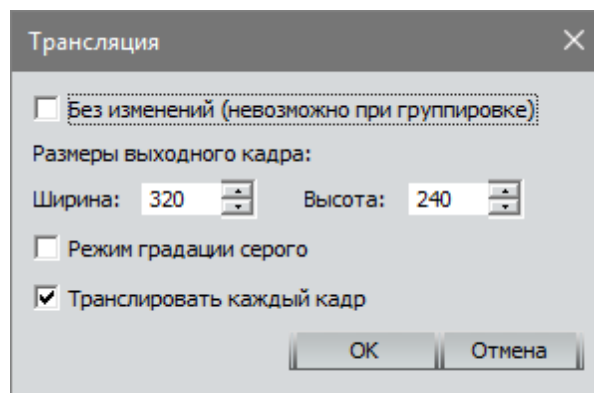 Трансляция
Без изменений (невозможно при группировке)
Размеры выходного кадра:
Ширина: 320 Высота: 240
Режим градации серого
Транслировать каждый кадр
OK Отмена